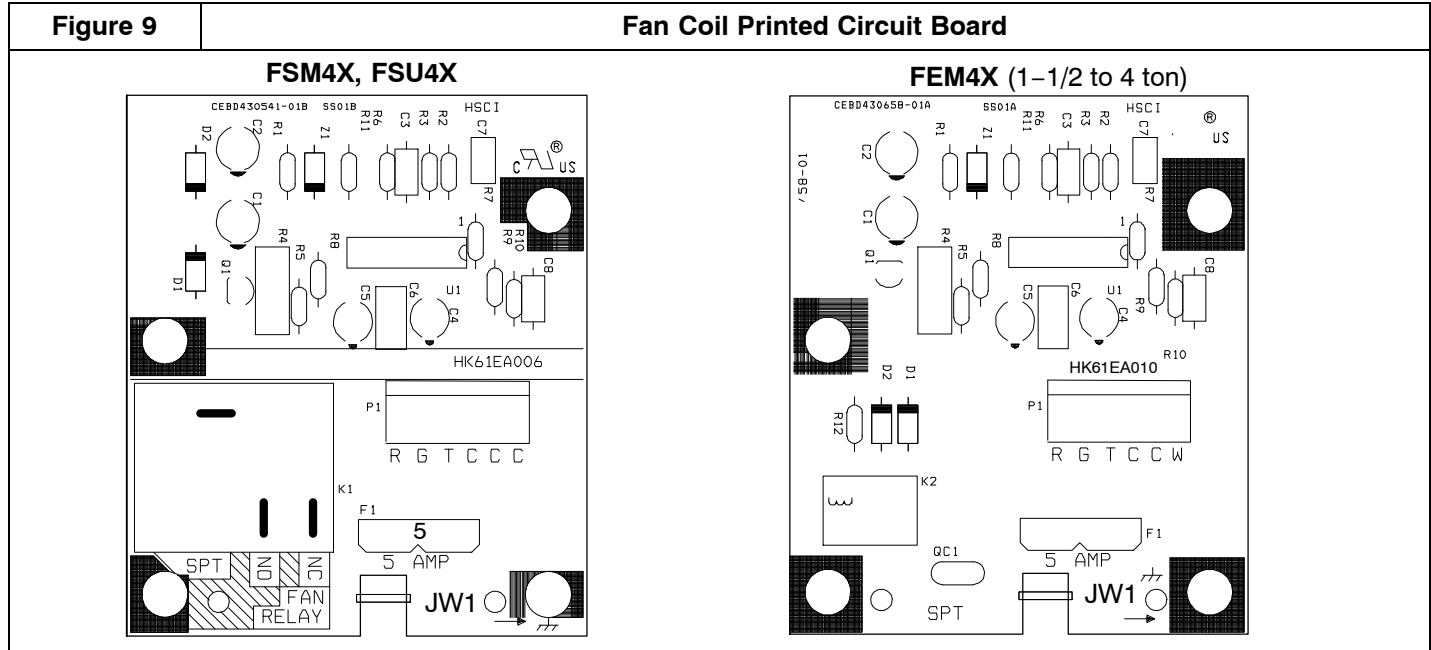 Figure 9
Fan Coil Printed Circuit Board
FSM4X, FSU4X
CEBD430541-01B SS01B HSCI
D2
C2
R1
Z1
R11
R6
C3
R3
R2
C7
C US
®
R7
C1
R4
R5
R8
1
R9
R10
C8
D1
Q1
C5
C6
U1
C4
HK61EA006
P1
R G T C C C
K1
F1
5
5 AMP
SPT
NO
NC
FAN
RELAY
JW1
FEM4X (1-1/2 to 4 ton)
CEBD43065B-01A SS01A HSCI
®
US
C2
R1
Z1
R11
R6
C3
R3
R2
C7
R7
C1
R4
R5
R8
1
C8
Q1
C5
C6
U1
C4
R9
R10
HK61EA010
D2
D1
R12
P1
R G T C C W
K2
F1
5 AMP
QC1
SPT
JW1